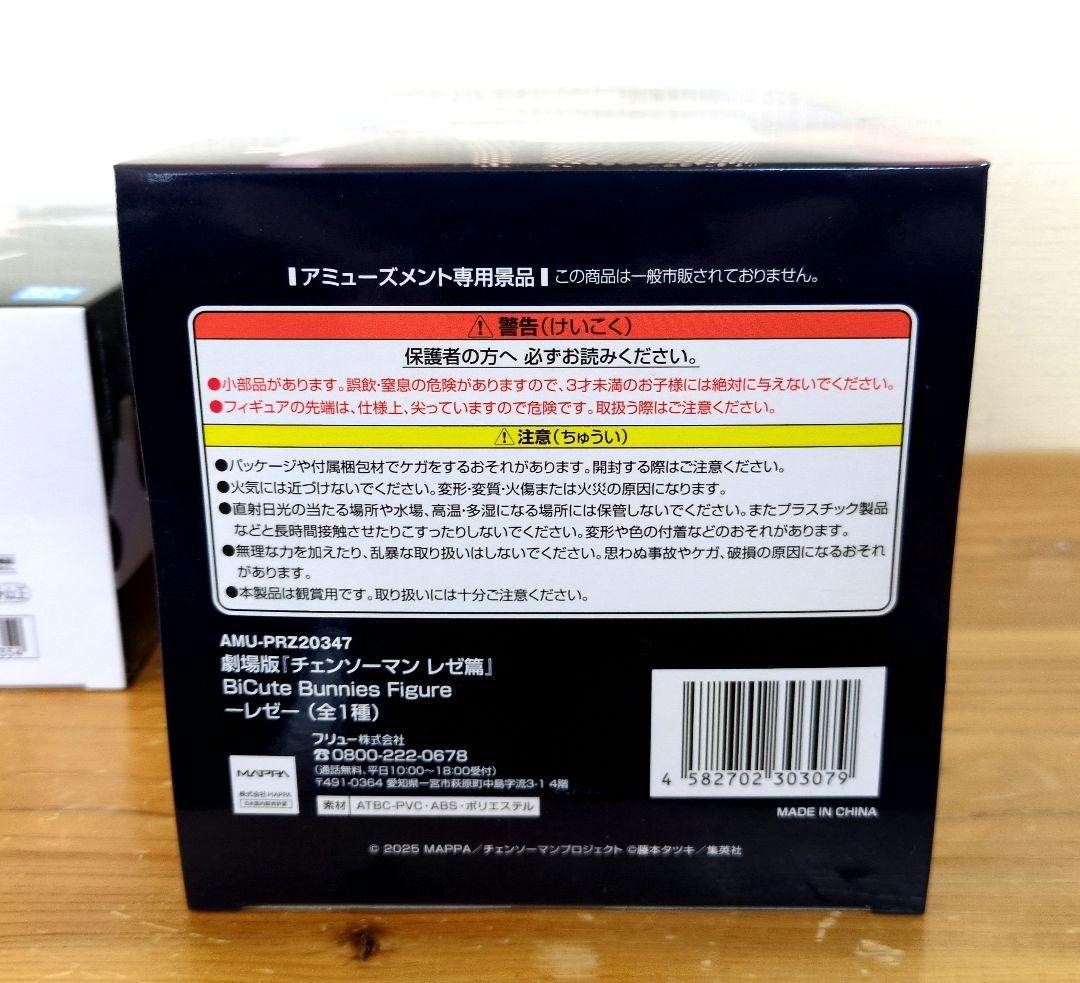 アミューズメント専用景品 この商品は一般市販されておりません。
⚠ 警告(けいこく)
保護者の方へ 必ずお読みください。
●小部品があります。誤飲・窒息の危険がありますので、3才未満のお子様には絶対に与えないでください。
●フィギュアの先端は、仕様上、尖っていますので危険です。取扱う際はご注意ください。
⚠ 注意(ちゅうい)
●パッケージや付属梱包材でケガをするおそれがあります。開封する際はご注意ください。
●火気には近づけないでください。変形・変質・火傷または火災の原因になります。
●直射日光の当たる場所や水場、高温・多湿になる場所には保管しないでください。またプラスチック製品
などと長時間接触させたりこすったりしないでください。変形や色の付着などのおそれがあります。
●無理な力を加えたり、乱暴な取り扱いはしないでください。思わぬ事故やケガ、破損の原因になるおそれ
があります。
●本製品は観賞用です。取り扱いには十分ご注意ください。
AMU-PRZ20347
劇場版『チェンソーマン レゼ篇』
BiCute Bunnies Figure
ーレゼー (全1種)
フリュー株式会社
☎0800-222-0678
(通話無料、平日10:00〜18:00受付)
〒491-0364 愛知県一宮市萩原町中島字流3-1 4階
素材 ATBC-PVC・ABS・ポリエステル
MAPPA
株式会社MAPPA
日本国内販売許諾
4 582702 303079
MADE IN CHINA
© 2025 MAPPA/チェンソーマンプロジェクト ©藤本タツキ/集英社